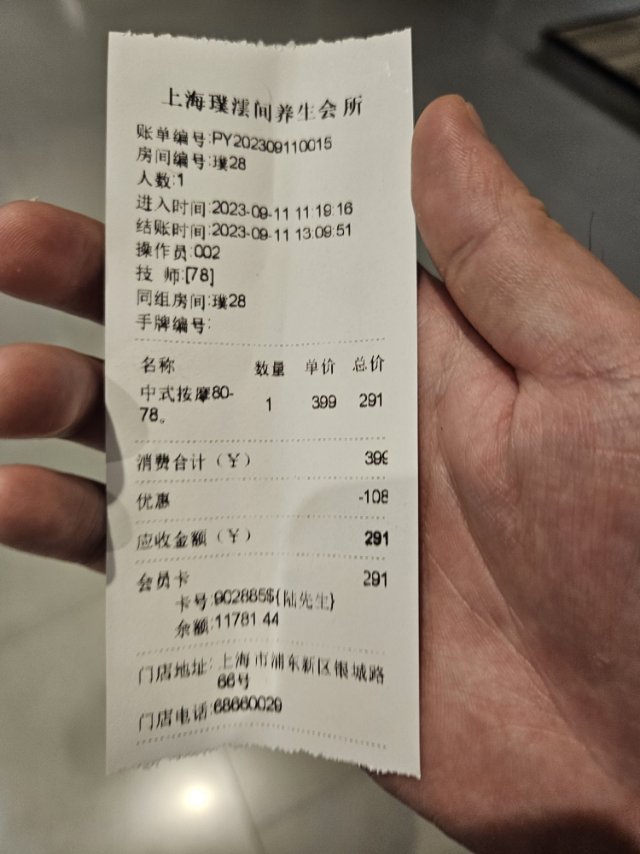 上海璞渘间养生会所
账单编号:PY202309110015
房间编号:璞28
人数:1
进入时间:2023-09-11 11:19:16
结账时间:2023-09-11 13:09:51
操作员:002
技 师:[78]
同组房间:璞28
手牌编号:
名称 数量 单价 总价
中式按摩80- 1 399 291
78。
消费合计（￥） 399
优惠 -108
应收金额（￥） 291
会员卡 291
卡号:902885$(陆先生)
余额:11781.44
门店地址: 上海市浦东新区银城路
66号
门店电话:68660029